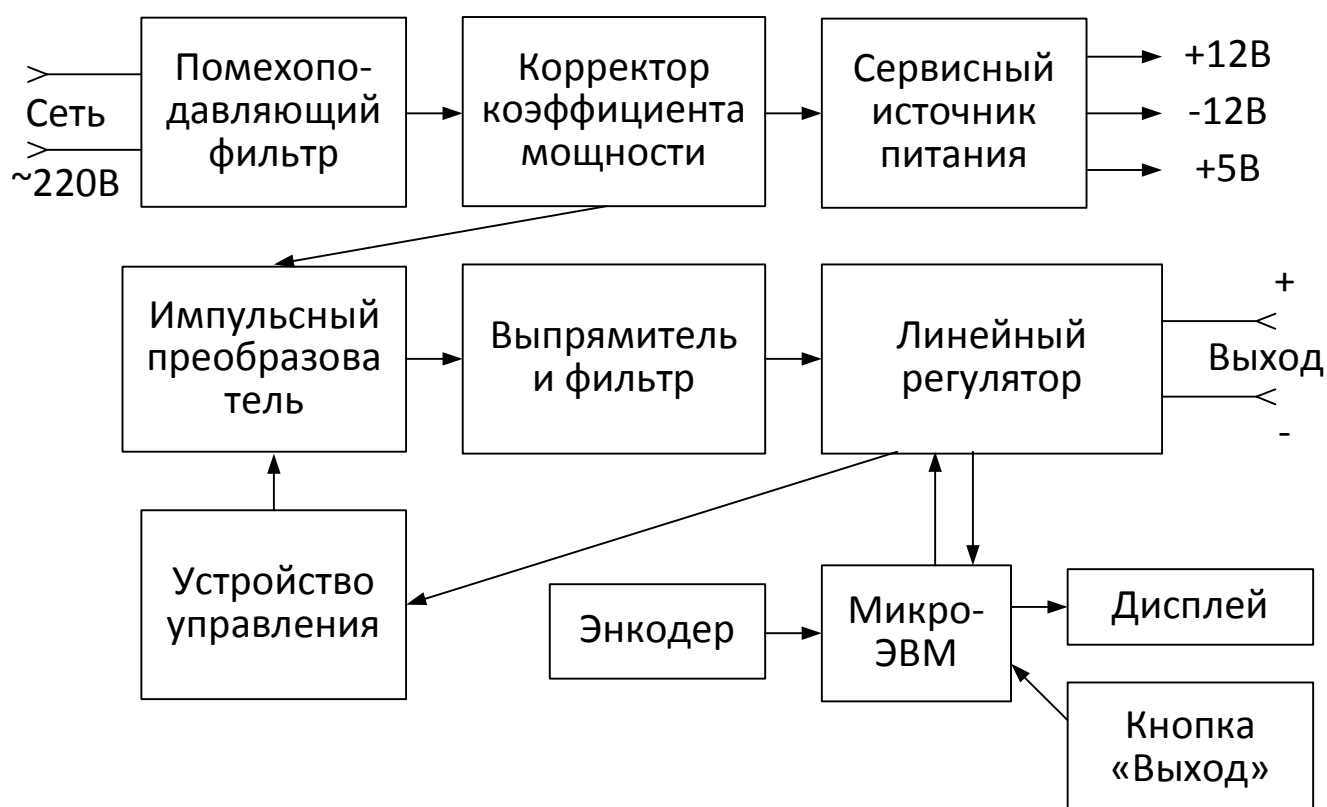 Сеть
~220В
Помехопо-
давляющий
фильтр
Корректор
коэффициента
мощности
Сервисный
источник
питания
+12В
-12В
+5В
Импульсный
преобразова
тель
Выпрямитель
и фильтр
Линейный
регулятор
+
Выход
-
Устройство
управления
Энкодер
Микро-
ЭВМ
Дисплей
Кнопка
«Выход»